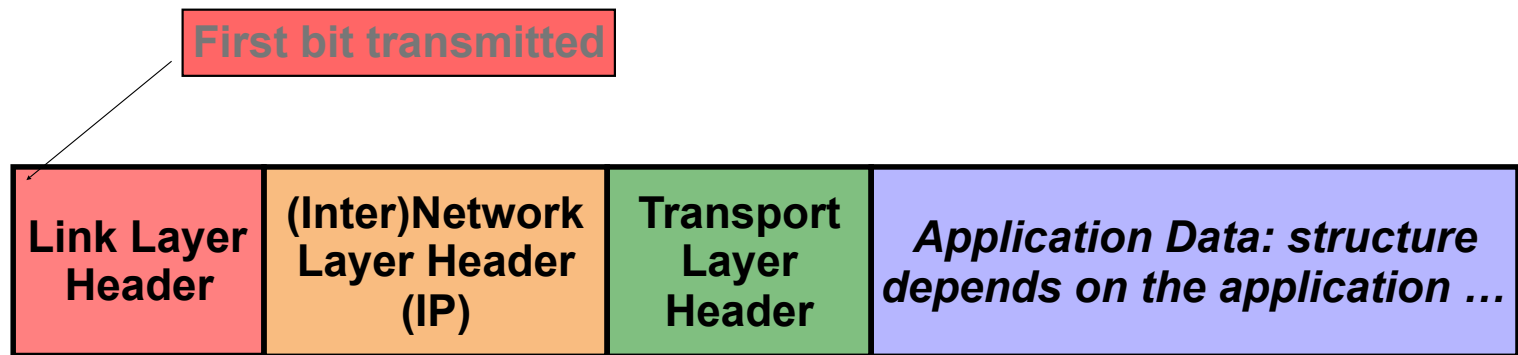 First bit transmitted
Link Layer
Header
(Inter)Network
Layer Header
(IP)
Transport
Layer
Header
Application Data: structure
depends on the application …